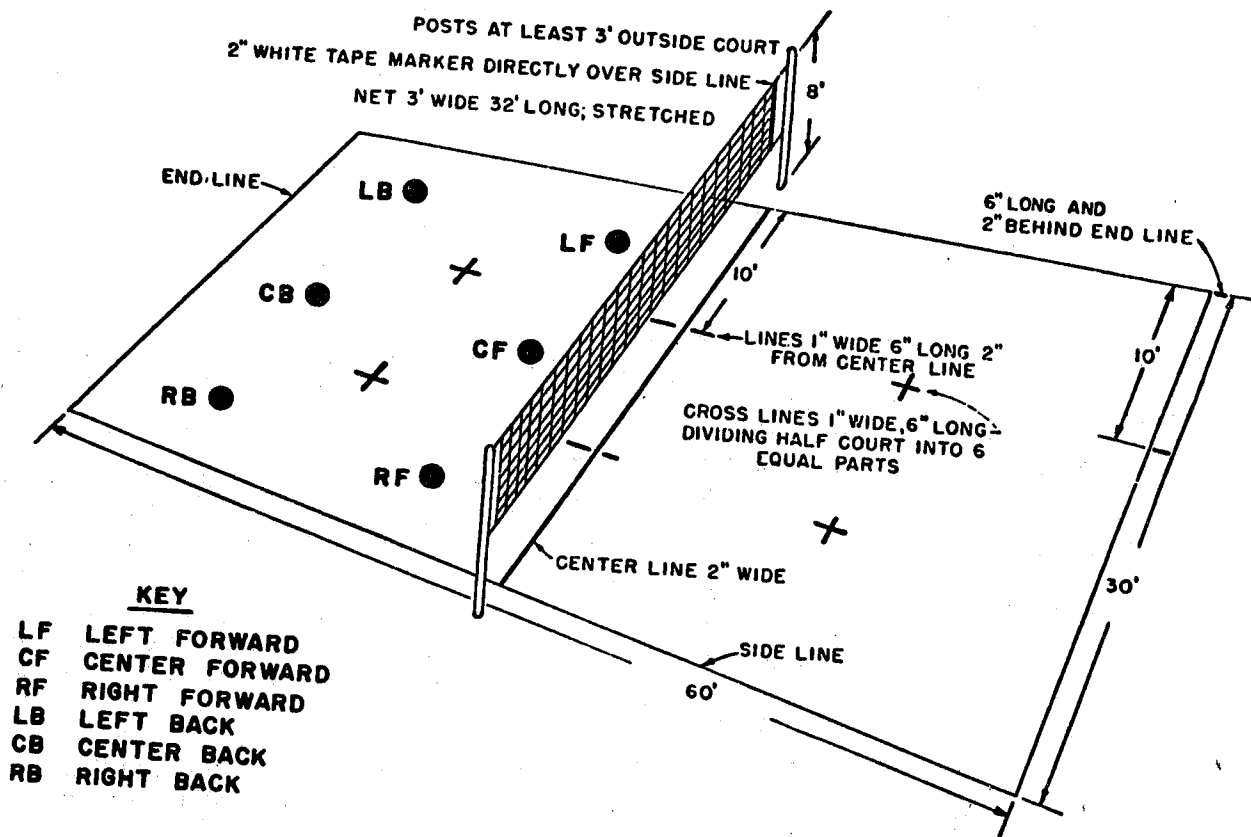 POSTS AT LEAST 3' OUTSIDE COURT
2" WHITE TAPE MARKER DIRECTLY OVER SIDE LINE
NET 3' WIDE 32' LONG; STRETCHED
8'
END LINE
LB
LF
CB
CF
RB
RF
6" LONG AND
2" BEHIND END LINE
10'
LINES 1" WIDE 6" LONG 2"
FROM CENTER LINE
10'
CROSS LINES 1" WIDE, 6" LONG
DIVIDING HALF COURT INTO 6
EQUAL PARTS
CENTER LINE 2" WIDE
30'
SIDE LINE
60'
KEY
LF LEFT FORWARD
CF CENTER FORWARD
RF RIGHT FORWARD
LB LEFT BACK
CB CENTER BACK
RB RIGHT BACK